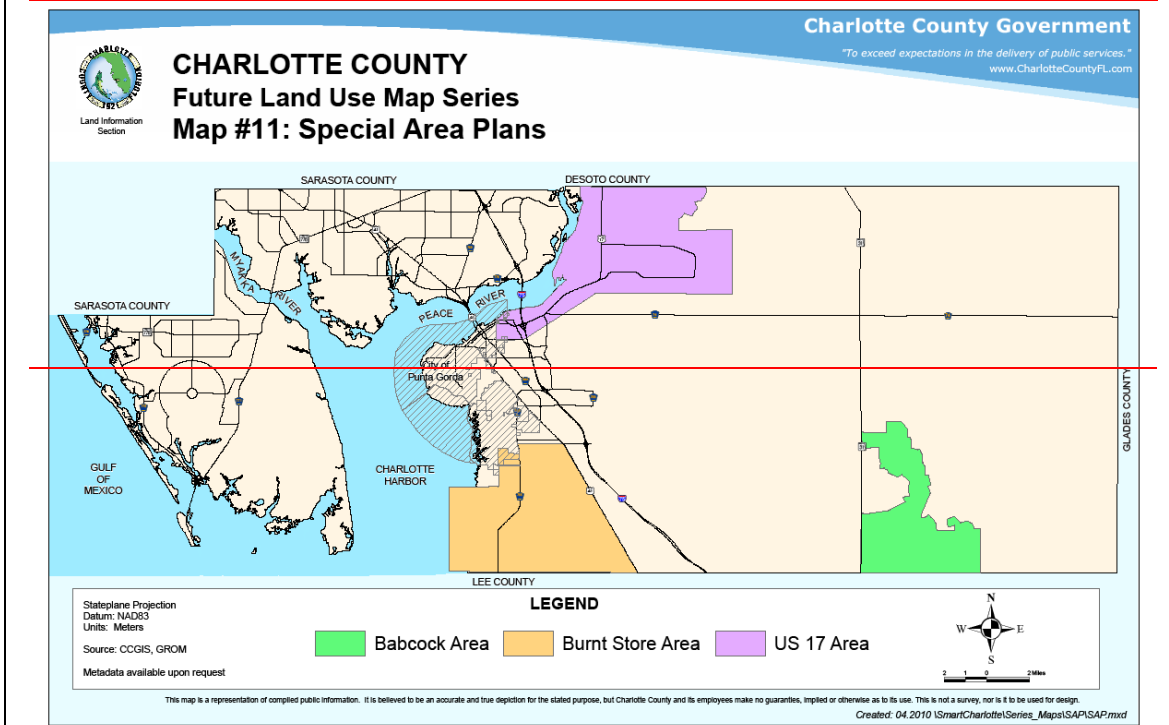 Charlotte County Government
"To exceed expectations in the delivery of public services."
www.CharlotteCountyFL.com
Land Information
Section
CHARLOTTE COUNTY
Future Land Use Map Series
Map #11: Special Area Plans
SARASOTA COUNTY
DESOTO COUNTY
MYAKKA
RIVER
SARASOTA COUNTY
PEACE
RIVER
City of
Punta Gorda
GLADES COUNTY
GULF
OF
MEXICO
CHARLOTTE
HARBOR
LEE COUNTY
Stateplane Projection
Datum: NAD83
Units: Meters
Source: CCGIS, GROM
Metadata available upon request
LEGEND
Babcock Area
Burnt Store Area
US 17 Area
N
W
E
S
2 1 0 2 Miles
This map is a representation of compiled public information. It is believed to be an accurate and true depiction for the stated purpose, but Charlotte County and its employees make no guaranties, implied or otherwise as to its use. This is not a survey, nor is it to be used for design.
Created: 04.2010 \SmartCharlotte\Series_Maps\SAP\SAP.mxd